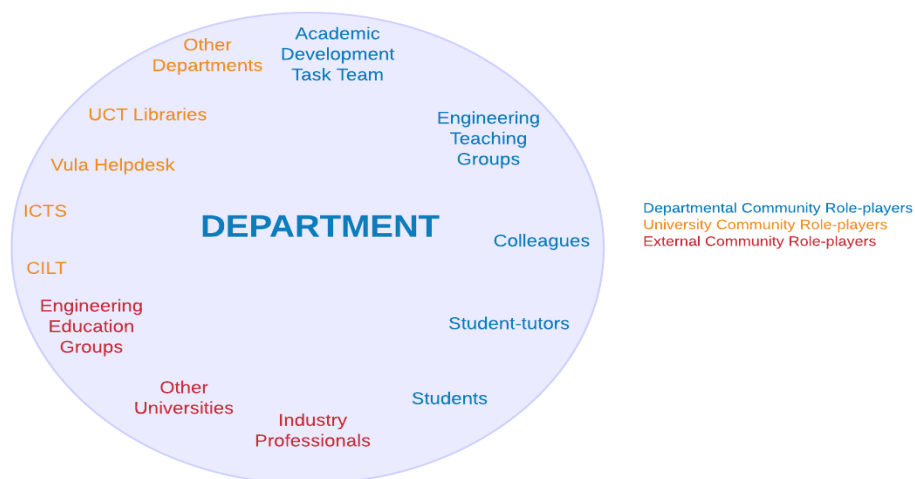 Other
Departments
Academic
Development
Task Team
UCT Libraries
Engineering
Teaching
Groups
Vula Helpdesk
ICTS
DEPARTMENT
Colleagues
CILT
Engineering
Education
Groups
Student-tutors
Other
Universities
Students
Industry
Professionals
Departmental Community Role-players
University Community Role-players
External Community Role-players